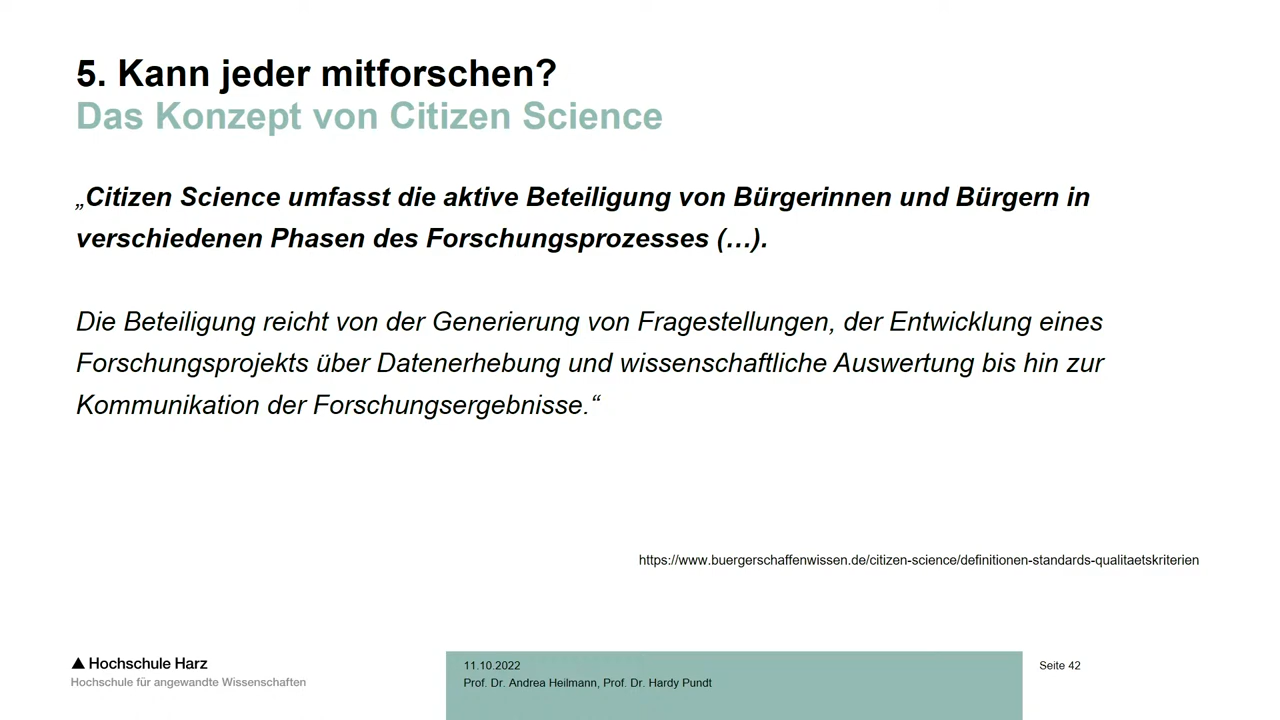 5. Kann jeder mitforschen?
Das Konzept von Citizen Science
„Citizen Science umfasst die aktive Beteiligung von Bürgerinnen und Bürgern in
verschiedenen Phasen des Forschungsprozesses (…).
Die Beteiligung reicht von der Generierung von Fragestellungen, der Entwicklung eines
Forschungsprojekts über Datenerhebung und wissenschaftliche Auswertung bis hin zur
Kommunikation der Forschungsergebnisse.“
https://www.buergerschaffenwissen.de/citizen-science/definitionen-standards-qualitaetskriterien
Hochschule Harz
Hochschule für angewandte Wissenschaften
11.10.2022
Prof. Dr. Andrea Heilmann, Prof. Dr. Hardy Pundt
Seite 42